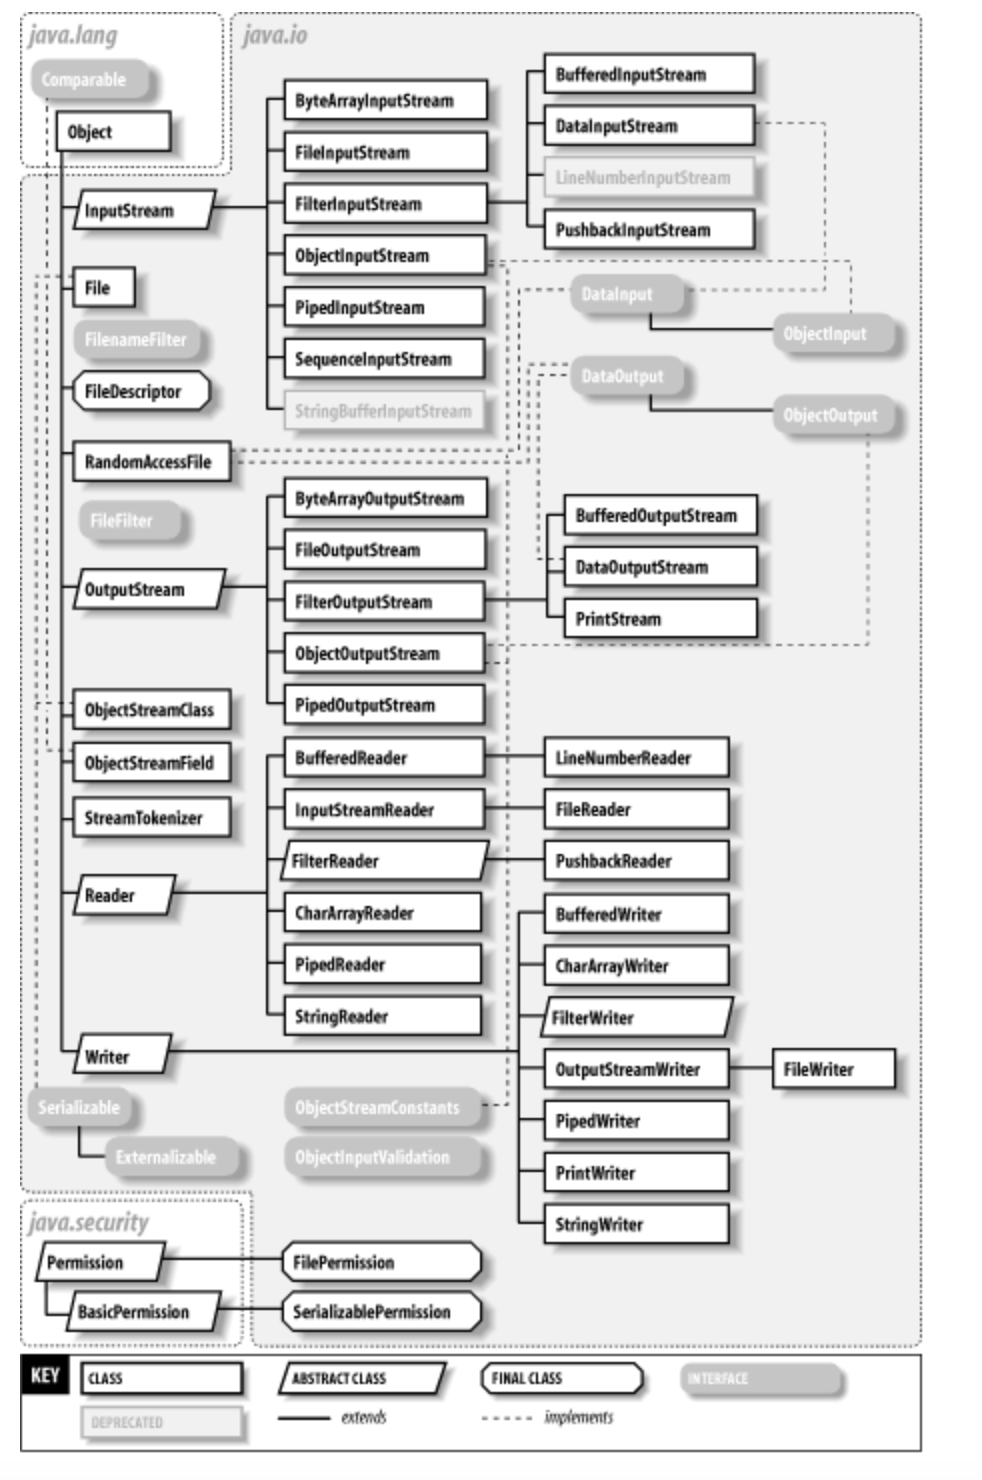 java.lang
java.io
Comparable
Object
InputStream
File
FilenameFilter
FileDescriptor
RandomAccessFile
FileFilter
OutputStream
ObjectStreamClass
ObjectStreamField
StreamTokenizer
Reader
Writer
Serializable
Externalizable
ByteArrayInputStream
FileInputStream
FilterInputStream
ObjectInputStream
PipedInputStream
SequenceInputStream
StringBufferInputStream
BufferedInputStream
DataInputStream
LineNumberInputStream
PushbackInputStream
DataInput
ObjectInput
DataOutput
ObjectOutput
ByteArrayOutputStream
FileOutputStream
FilterOutputStream
ObjectOutputStream
PipedOutputStream
BufferedOutputStream
DataOutputStream
PrintStream
BufferedReader
InputStreamReader
FilterReader
CharArrayReader
PipedReader
StringReader
LineNumberReader
FileReader
PushbackReader
BufferedWriter
CharArrayWriter
FilterWriter
OutputStreamWriter
FileWriter
PipedWriter
PrintWriter
StringWriter
ObjectStreamConstants
ObjectInputValidation
java.security
Permission
BasicPermission
FilePermission
SerializablePermission
KEY
CLASS
ABSTRACT CLASS
FINAL CLASS
INTERFACE
DEPRECATED
extends
implements